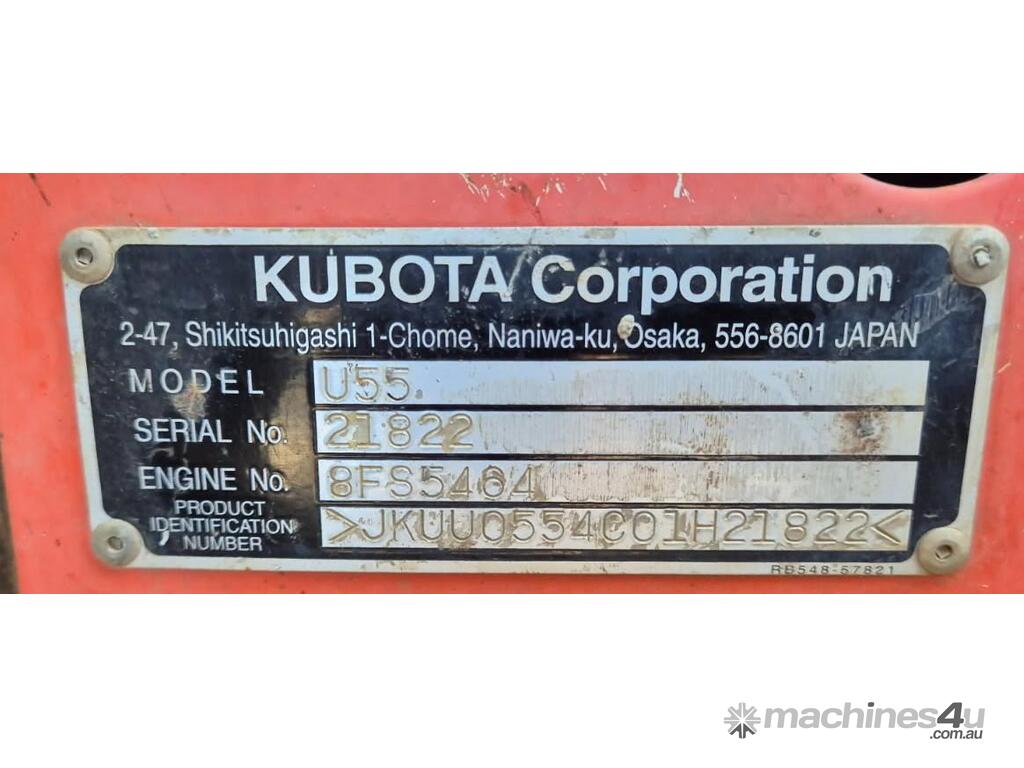 KUBOTA Corporation
2-47, Shikitsuhigashi 1-Chome, Naniwa-ku, Osaka, 556-8601 JAPAN
MODEL U55.
SERIAL No. 21822
ENGINE No. 8FS5464
PRODUCT
IDENTIFICATION
NUMBER
>JKUU0554C01H21822<
RB548-57821
machines4u
.com.au